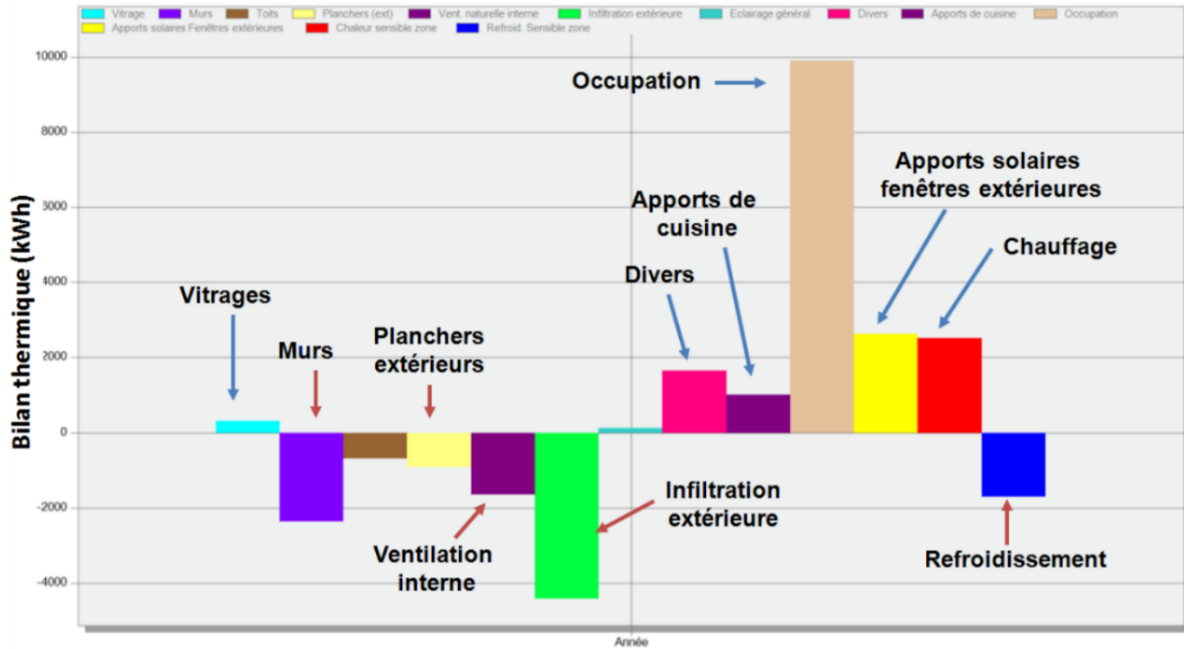 Vitrage Murs Toits Planchers (ext) Vent. naturelle interne Infiltration extérieure Eclairage général Divers Apports de cuisine Occupation
Apports solaires Fenêtres extérieures Chaleur sensible zone Refroid. Sensible zone
10000
8000
6000
4000
2000
0
-2000
-4000
Bilan thermique (kWh)
Occupation
Apports solaires
fenêtres extérieures
Apports de
cuisine
Chauffage
Divers
Vitrages
Murs
Planchers
extérieurs
Infiltration
extérieure
Ventilation
interne
Refroidissement
Année